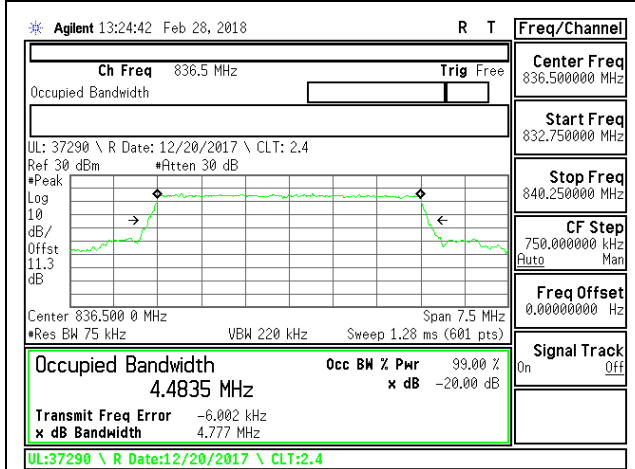 Agilent 13:24:42 Feb 28, 2018 R T
Freq/Channel
Ch Freq 836.5 MHz Trig Free
Occupied Bandwidth
Center Freq
836.500000 MHz
Start Freq
832.750000 MHz
UL: 37290 \ R Date: 12/20/2017 \ CLT: 2.4
Ref 30 dBm #Atten 30 dB
#Peak
Log
10
dB/
Offst
11.3
dB
Stop Freq
840.250000 MHz
CF Step
750.000000 kHz
Auto Man
Center 836.500 0 MHz Span 7.5 MHz
#Res BW 75 kHz VBW 220 kHz Sweep 1.28 ms (601 pts)
Freq Offset
0.00000000 Hz
Occupied Bandwidth Occ BW % Pwr 99.00 %
4.4835 MHz x dB -20.00 dB
Transmit Freq Error -6.002 kHz
x dB Bandwidth 4.777 MHz
Signal Track
On Off
UL:37290 \ R Date:12/20/2017 \ CLT:2.4